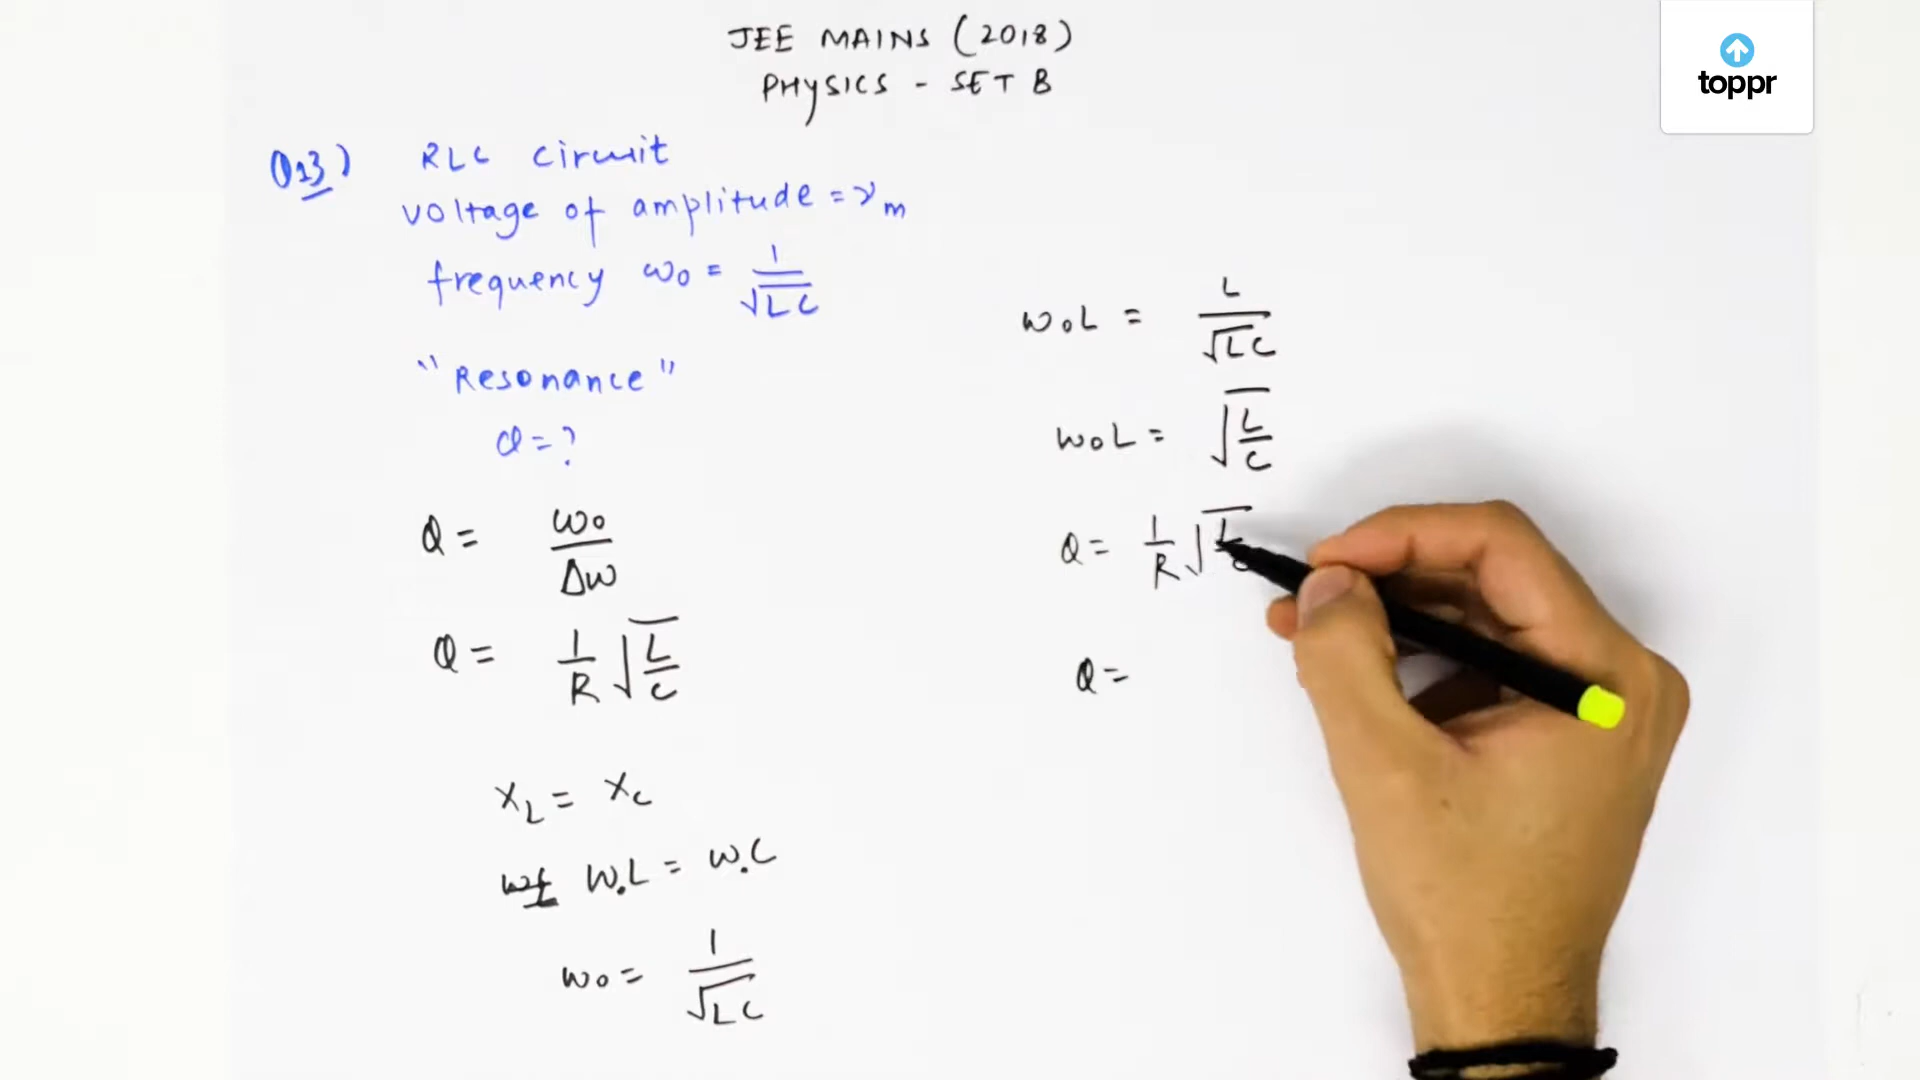 JEE MAINS (2018)
PHYSICS - SET B
toppr
Q13) RLC circuit
voltage of amplitude = vm
frequency ω0 = 1/√LC
"Resonance"
Q = ?
Q = ω0/Δω
Q = 1/R √L/C
XL = XC
ω0L = ω0C
ω0 = 1/√LC
ω0L = L/√LC
ω0L = √L/C
Q = 1/R √L/C
Q =